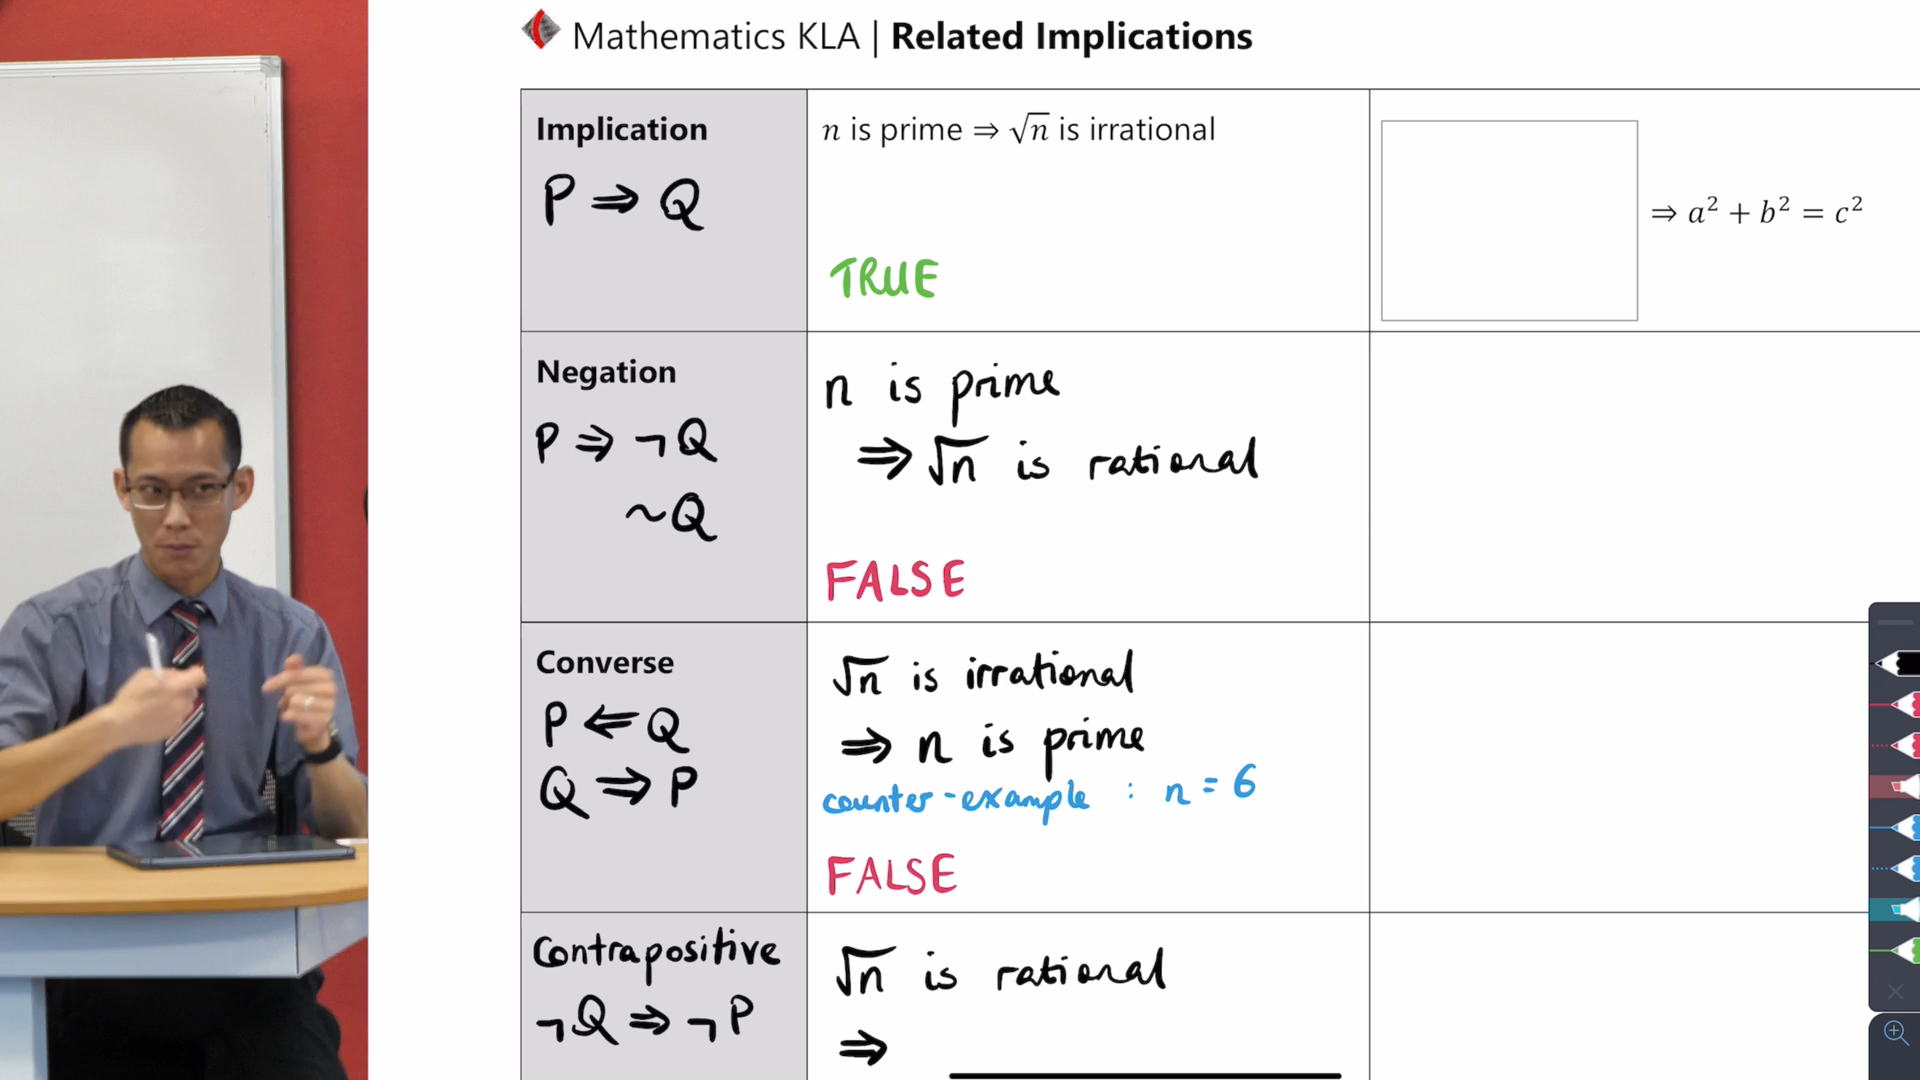 Mathematics KLA | Related Implications
Implication
P ⇒ Q
n is prime ⇒ √n is irrational
TRUE
⇒ a² + b² = c²
Negation
P ⇒ ¬Q
~Q
n is prime
⇒ √n is rational
FALSE
Converse
P ⇐ Q
Q ⇒ P
√n is irrational
⇒ n is prime
counter-example : n = 6
FALSE
Contrapositive
¬Q ⇒ ¬P
√n is rational
⇒